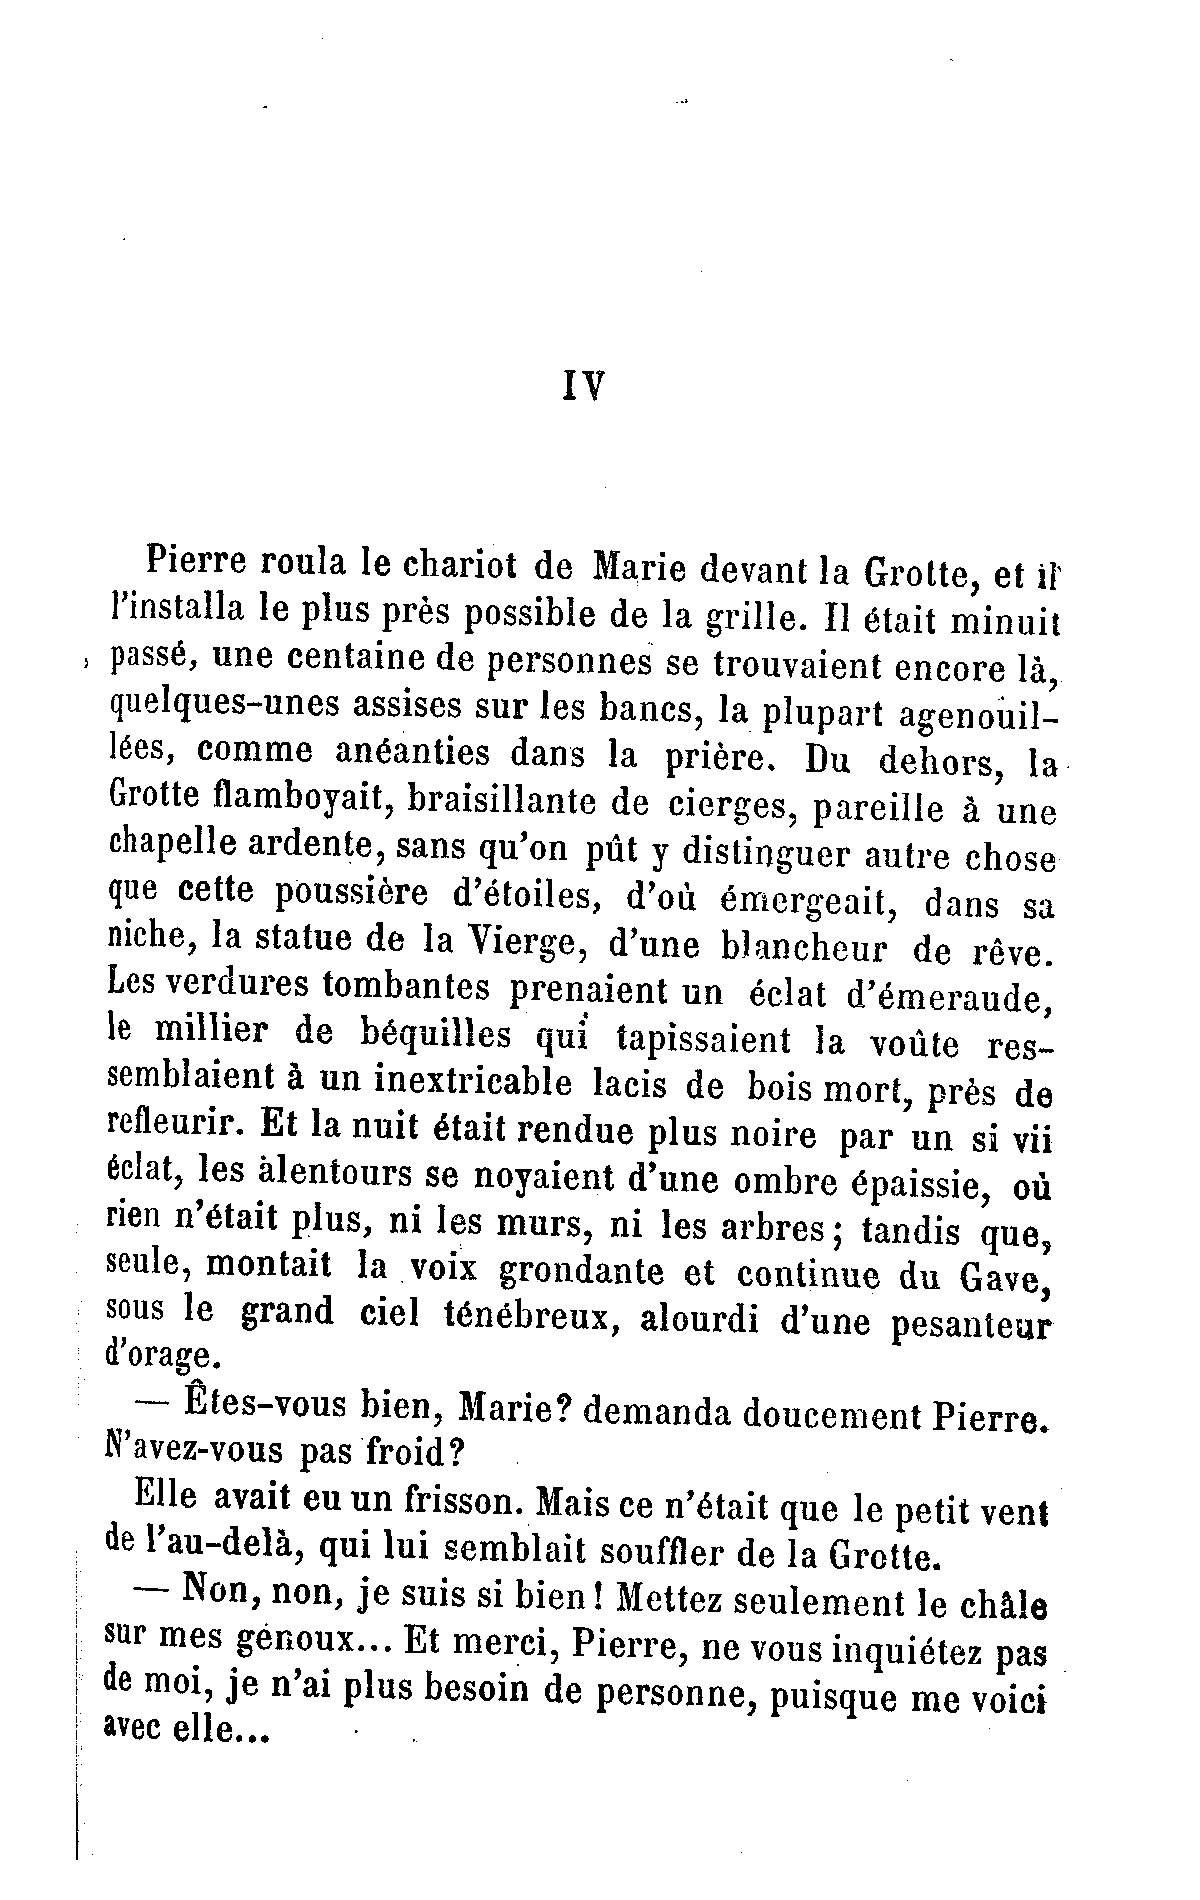 IV
Pierre roula le chariot de Marie devant la Grotte, et il
l'installa le plus près possible de la grille. Il était minuit
passé, une centaine de personnes se trouvaient encore là,
quelques-unes assises sur les bancs, la plupart agenouil-
lées, comme anéanties dans la prière. Du dehors, la
Grotte flamboyait, braisillante de cierges, pareille à une
chapelle ardente, sans qu'on pût y distinguer autre chose
que cette poussière d'étoiles, d'où émergeait, dans sa
niche, la statue de la Vierge, d'une blancheur de rêve.
Les verdures tombantes prenaient un éclat d'émeraude,
le millier de béquilles qui tapissaient la voûte res-
semblaient à un inextricable lacis de bois mort, près de
refleurir. Et la nuit était rendue plus noire par un si vif
éclat, les alentours se noyaient d'une ombre épaissie, où
rien n'était plus, ni les murs, ni les arbres; tandis que,
seule, montait la voix grondante et continue du Gave,
sous le grand ciel ténébreux, alourdi d'une pesanteur
d'orage.
— Êtes-vous bien, Marie? demanda doucement Pierre.
N'avez-vous pas froid?
Elle avait eu un frisson. Mais ce n'était que le petit vent
de l'au-delà, qui lui semblait souffler de la Grotte.
— Non, non, je suis si bien! Mettez seulement le châle
sur mes genoux... Et merci, Pierre, ne vous inquiétez pas
de moi, je n'ai plus besoin de personne, puisque me voici
avec elle...